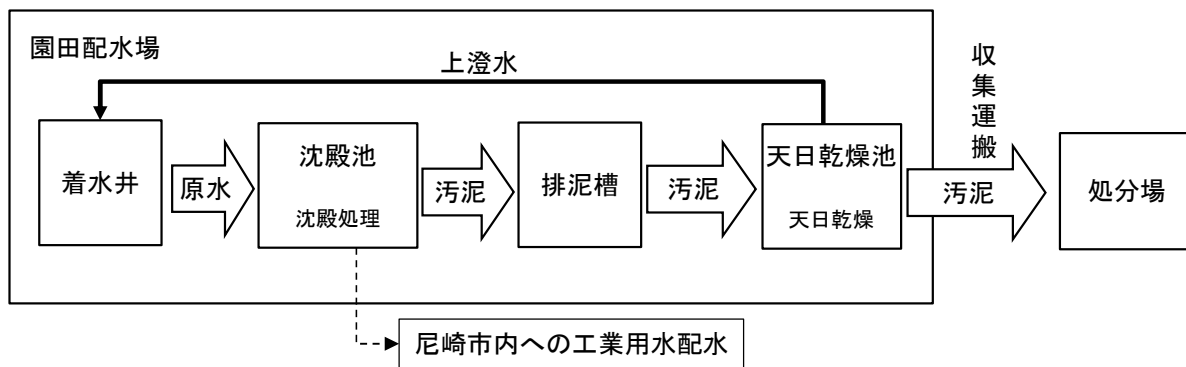 園田配水場
上澄水
収集運搬
着水井
原水
沈殿池
沈殿処理
汚泥
排泥槽
汚泥
天日乾燥池
天日乾燥
汚泥
処分場
尼崎市内への工業用水配水